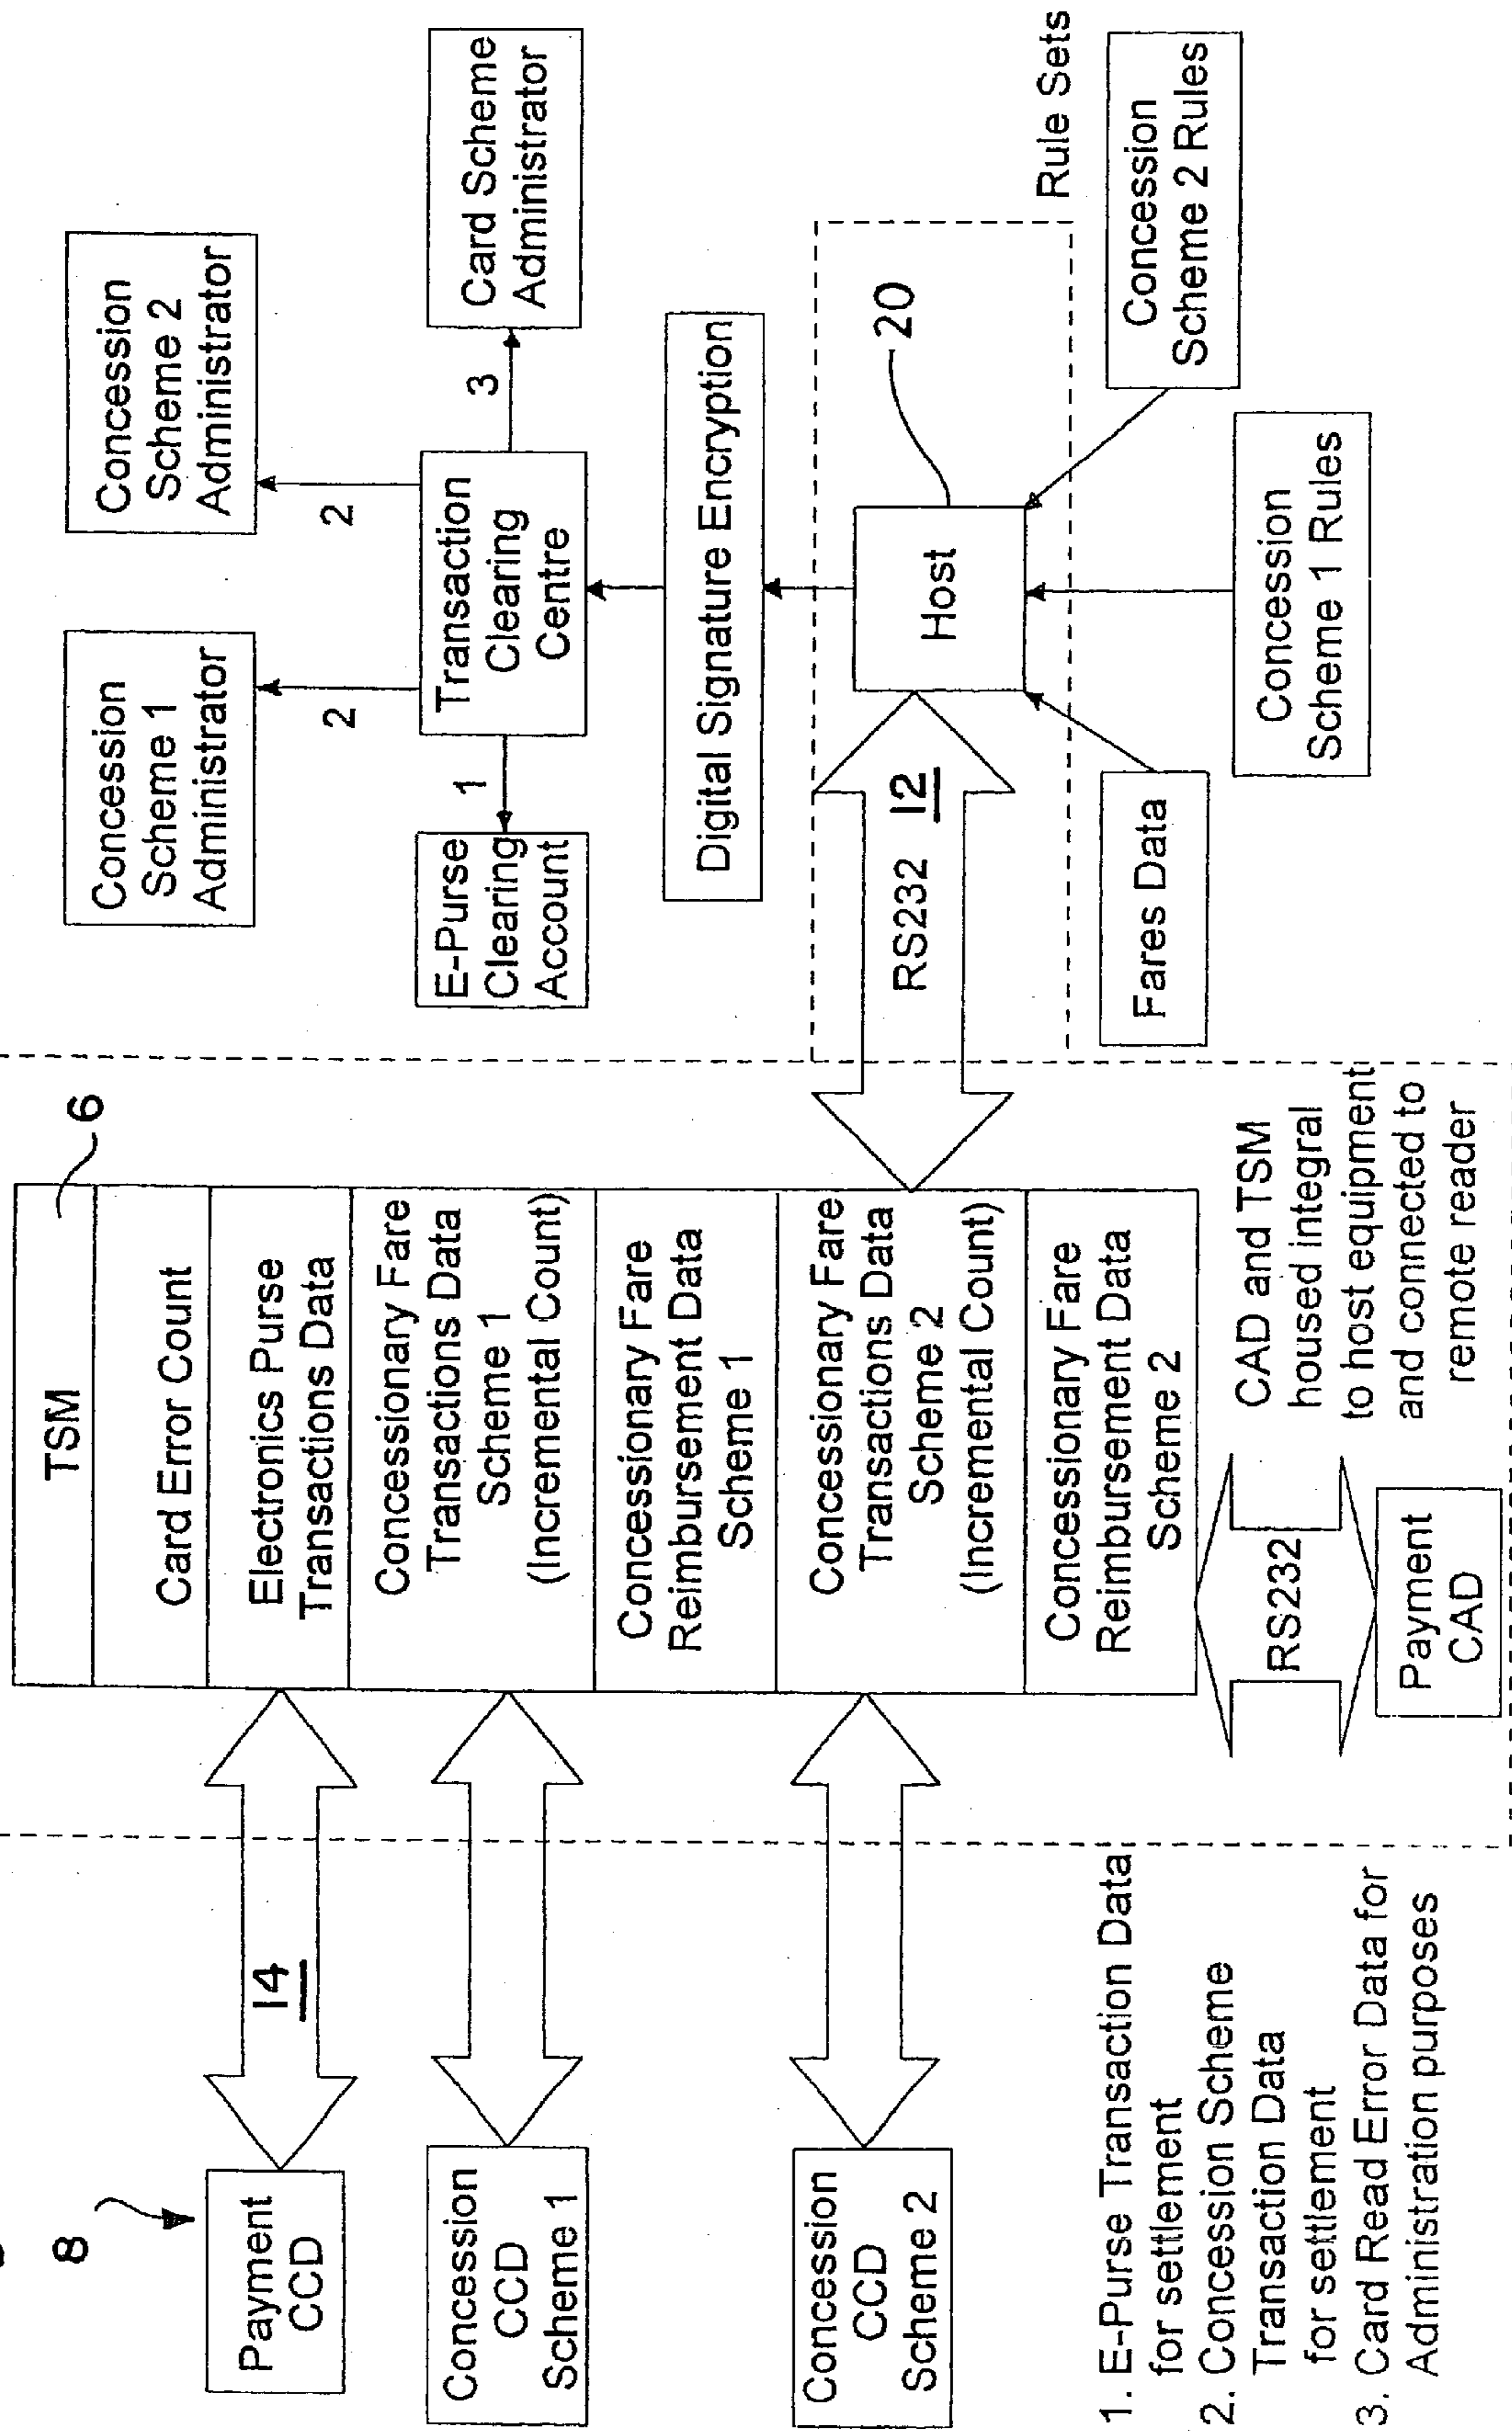 8
Payment
CCD
14
Concession
CCD
Scheme 1
Concession
CCD
Scheme 2
1. E-Purse Transaction Data
for settlement
2. Concession Scheme
Transaction Data
for settlement
3. Card Read Error Data for
Administration purposes
6
TSM
Card Error Count
Electronics Purse
Transactions Data
Concessionary Fare
Transactions Data
Scheme 1
(Incremental Count)
Concessionary Fare
Reimbursement Data
Scheme 1
Concessionary Fare
Transactions Data
Scheme 2
(Incremental Count)
Concessionary Fare
Reimbursement Data
Scheme 2
RS232
Payment
CAD
CAD and TSM
housed integral
to host equipment
and connected to
remote reader
Concession
Scheme 1
Administrator
Concession
Scheme 2
Administrator
2
2
E-Purse
Clearing
Account
1
Transaction
Clearing
Centre
3
Card Scheme
Administrator
Digital Signature Encryption
RS232 12
Host
20
Rule Sets
Fares Data
Concession
Scheme 1 Rules
Concession
Scheme 2 Rules